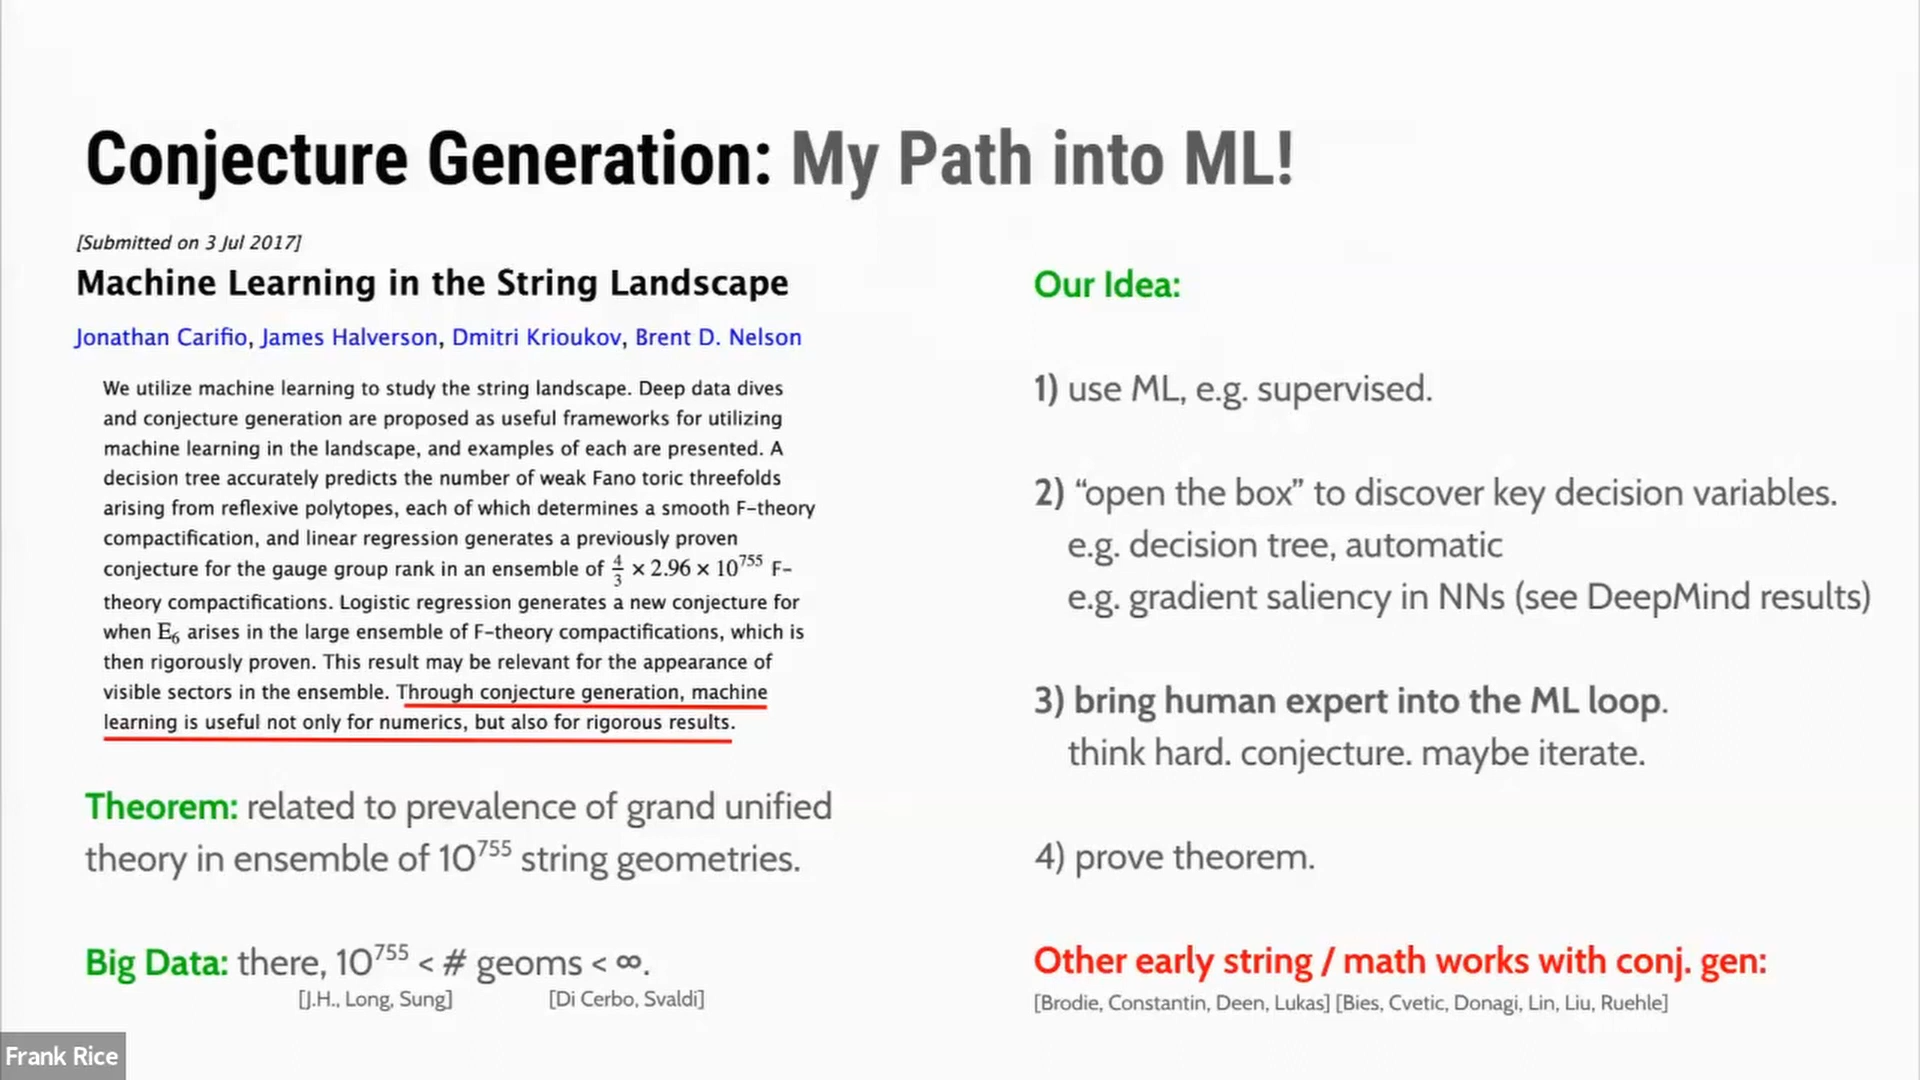 Conjecture Generation: My Path into ML!
[Submitted on 3 Jul 2017]
Machine Learning in the String Landscape
Jonathan Carifio, James Halverson, Dmitri Krioukov, Brent D. Nelson
We utilize machine learning to study the string landscape. Deep data dives
and conjecture generation are proposed as useful frameworks for utilizing
machine learning in the landscape, and examples of each are presented. A
decision tree accurately predicts the number of weak Fano toric threefolds
arising from reflexive polytopes, each of which determines a smooth F-theory
compactification, and linear regression generates a previously proven
conjecture for the gauge group rank in an ensemble of 4/3 × 2.96 × 10^755 F-
theory compactifications. Logistic regression generates a new conjecture for
when E₆ arises in the large ensemble of F-theory compactifications, which is
then rigorously proven. This result may be relevant for the appearance of
visible sectors in the ensemble. Through conjecture generation, machine
learning is useful not only for numerics, but also for rigorous results.
Theorem: related to prevalence of grand unified
theory in ensemble of 10^755 string geometries.
Big Data: there, 10^755 < # geoms < ∞.
[J.H., Long, Sung] [Di Cerbo, Svaldi]
Our Idea:
1) use ML, e.g. supervised.
2) “open the box” to discover key decision variables.
e.g. decision tree, automatic
e.g. gradient saliency in NNs (see DeepMind results)
3) bring human expert into the ML loop.
think hard. conjecture. maybe iterate.
4) prove theorem.
Other early string / math works with conj. gen:
[Brodie, Constantin, Deen, Lukas] [Bies, Cvetic, Donagi, Lin, Liu, Ruehle]
Frank Rice